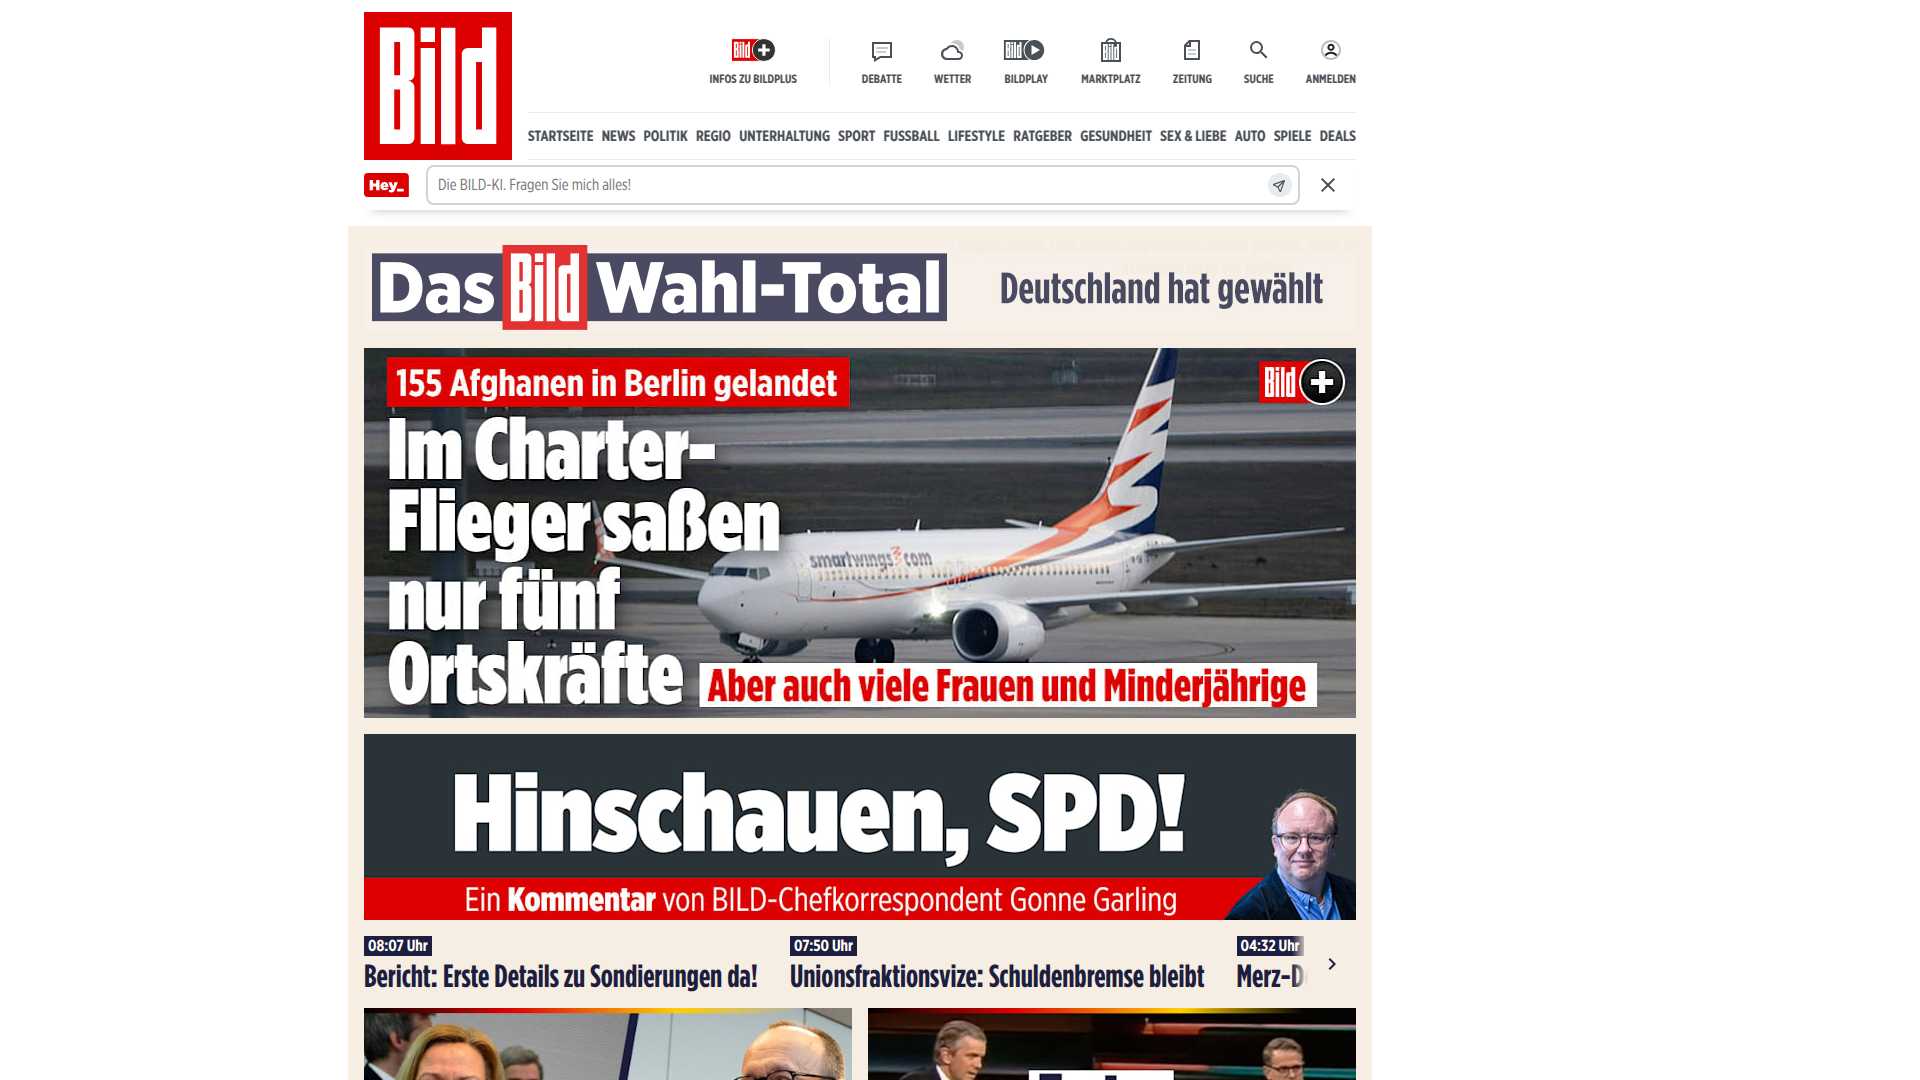 Bild
Bild
INFOS ZU BILDPLUS
DEBATTE
WETTER
Bild
BILDPLAY
Bild
MARKTPLATZ
ZEITUNG
SUCHE
ANMELDEN
STARTSEITE NEWS POLITIK REGIO UNTERHALTUNG SPORT FUSSBALL LIFESTYLE RATGEBER GESUNDHEIT SEX & LIEBE AUTO SPIELE DEALS
Hey_
Die BILD-KI. Fragen Sie mich alles!
Das Bild Wahl-Total
Deutschland hat gewählt
155 Afghanen in Berlin gelandet
Bild +
Im Charter-
Flieger saßen
nur fünf
Ortskräfte
smartwings.com
Aber auch viele Frauen und Minderjährige
Hinschauen, SPD!
Ein Kommentar von BILD-Chefkorrespondent Gonne Garling
08:07 Uhr
Bericht: Erste Details zu Sondierungen da!
07:50 Uhr
Unionsfraktionsvize: Schuldenbremse bleibt
04:32 Uhr
Merz-D